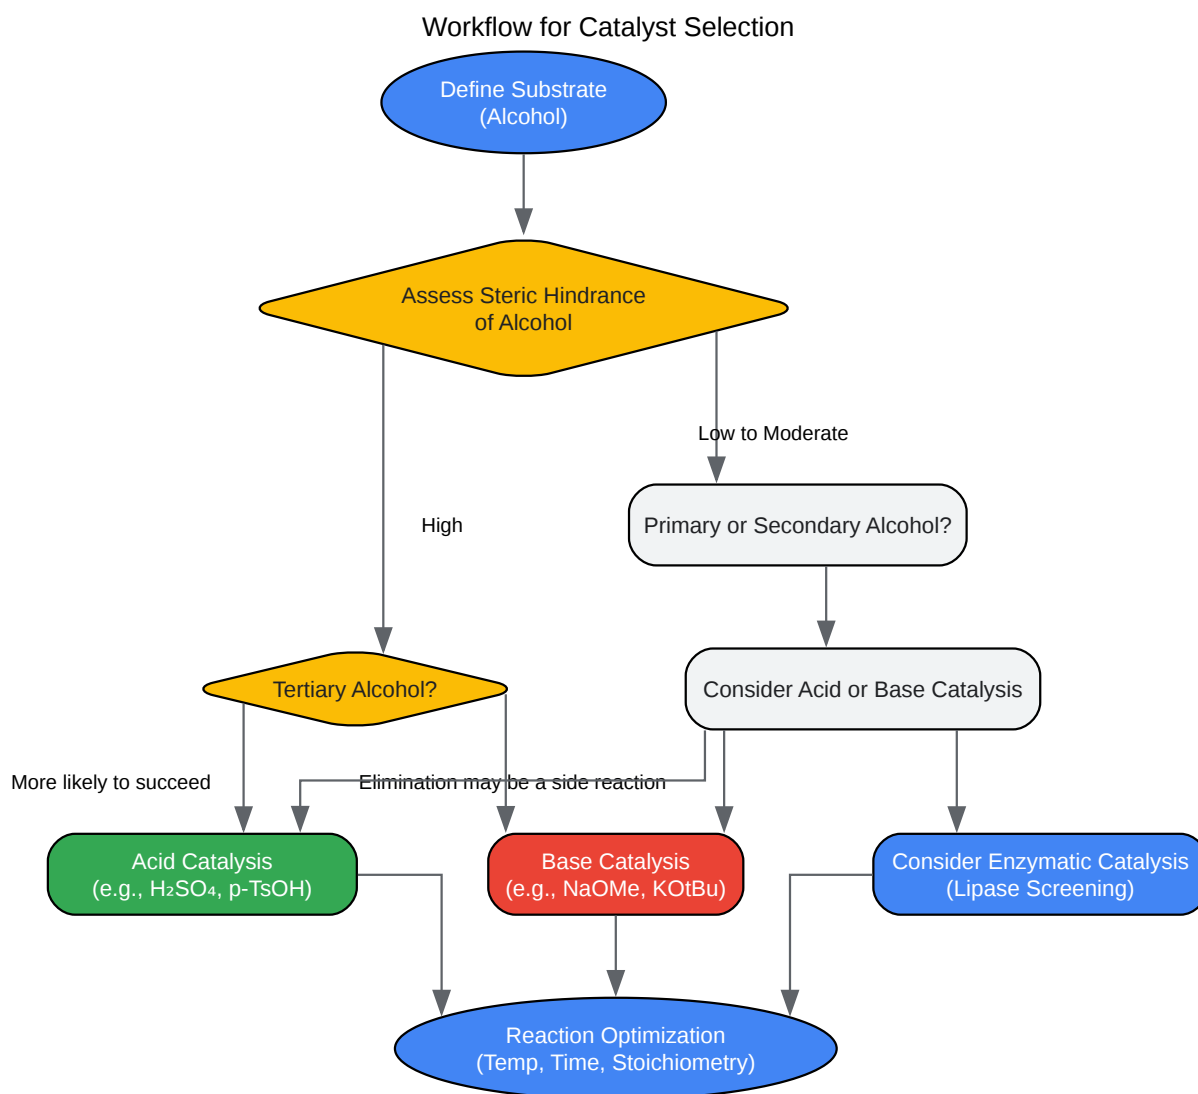 Workflow for Catalyst Selection
Define Substrate
(Alcohol)
Assess Steric Hindrance
of Alcohol
Low to Moderate
Primary or Secondary Alcohol?
High
Tertiary Alcohol?
Consider Acid or Base Catalysis
More likely to succeed
Elimination may be a side reaction
Acid Catalysis
(e.g., H₂SO₄, p-TsOH)
Base Catalysis
(e.g., NaOMe, KOtBu)
Consider Enzymatic Catalysis
(Lipase Screening)
Reaction Optimization
(Temp, Time, Stoichiometry)